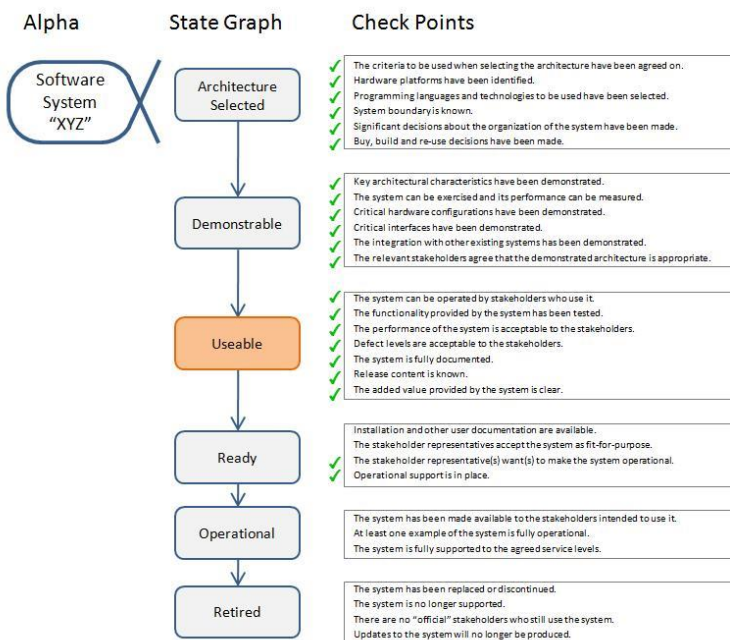 Alpha
State Graph
Check Points
Software
System
“XYZ”
Architecture
Selected
The criteria to be used when selecting the architecture have been agreed on.
Hardware platforms have been identified.
Programming languages and technologies to be used have been selected.
System boundary is known.
Significant decisions about the organization of the system have been made.
Buy, build and re-use decisions have been made.
Demonstrable
Key architectural characteristics have been demonstrated.
The system can be exercised and its performance can be measured.
Critical hardware configurations have been demonstrated.
Critical interfaces have been demonstrated.
The integration with other existing systems has been demonstrated.
The relevant stakeholders agree that the demonstrated architecture is appropriate.
Useable
The system can be operated by stakeholders who use it.
The functionality provided by the system has been tested.
The performance of the system is acceptable to the stakeholders.
Defect levels are acceptable to the stakeholders.
The system is fully documented.
Release content is known.
The added value provided by the system is clear.
Ready
Installation and other user documentation are available.
The stakeholder representatives accept the system as fit-for-purpose.
The stakeholder representative(s) want(s) to make the system operational.
Operational support is in place.
Operational
The system has been made available to the stakeholders intended to use it.
At least one example of the system is fully operational.
The system is fully supported to the agreed service levels.
Retired
The system has been replaced or discontinued.
The system is no longer supported.
There are no “official” stakeholders who still use the system.
Updates to the system will no longer be produced.